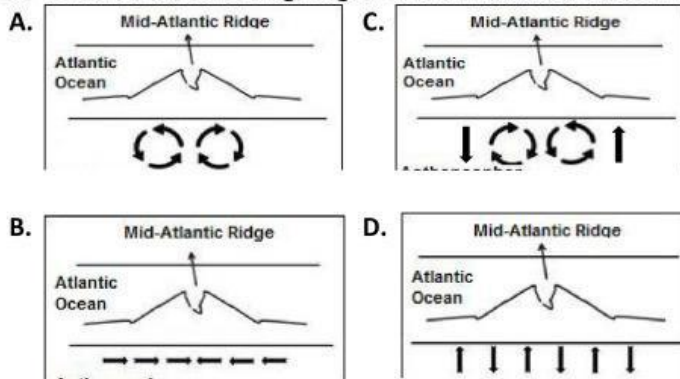 A.
Mid-Atlantic Ridge
Atlantic
Ocean
C.
Mid-Atlantic Ridge
Atlantic
Ocean
B.
Mid-Atlantic Ridge
Atlantic
Ocean
D.
Mid-Atlantic Ridge
Atlantic
Ocean